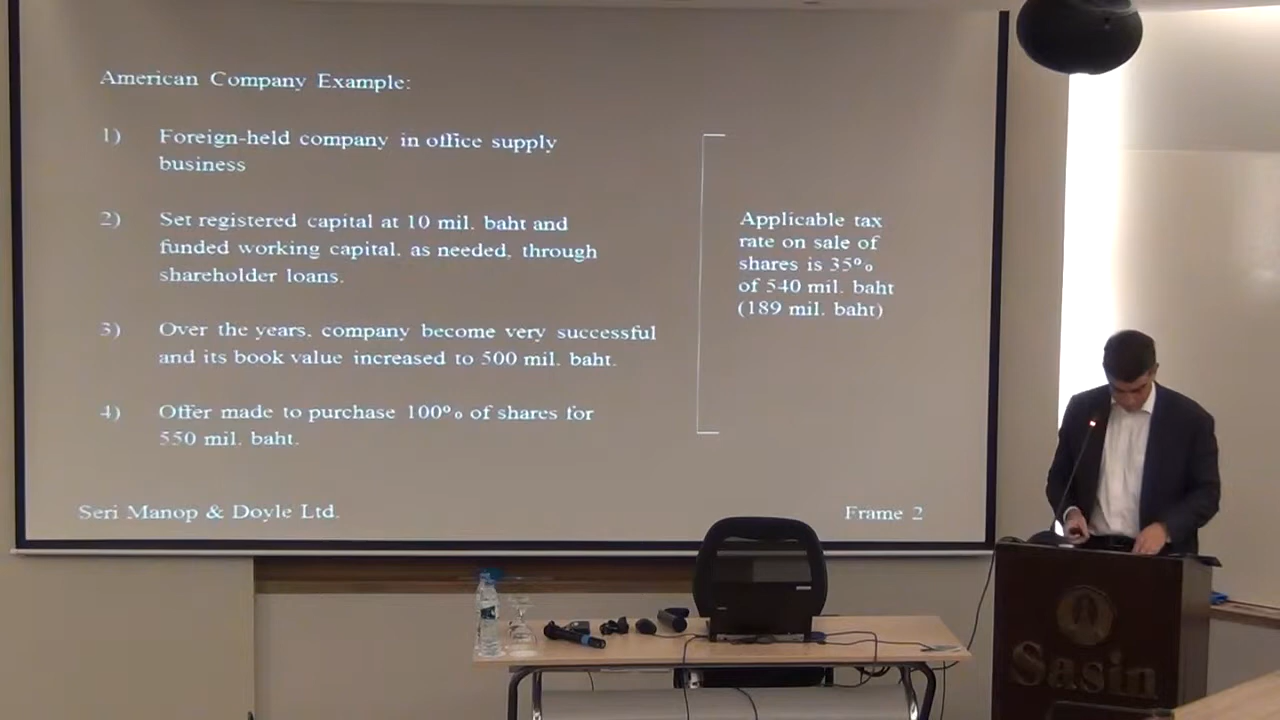 American Company Example:
1) Foreign-held company in office supply
business
2) Set registered capital at 10 mil. baht and
funded working capital, as needed, through
shareholder loans.
3) Over the years, company become very successful
and its book value increased to 500 mil. baht.
4) Offer made to purchase 100% of shares for
550 mil. baht.
Applicable tax
rate on sale of
shares is 35%
of 540 mil. baht
(189 mil. baht)
Seri Manop & Doyle Ltd.
Frame 2
Sasin